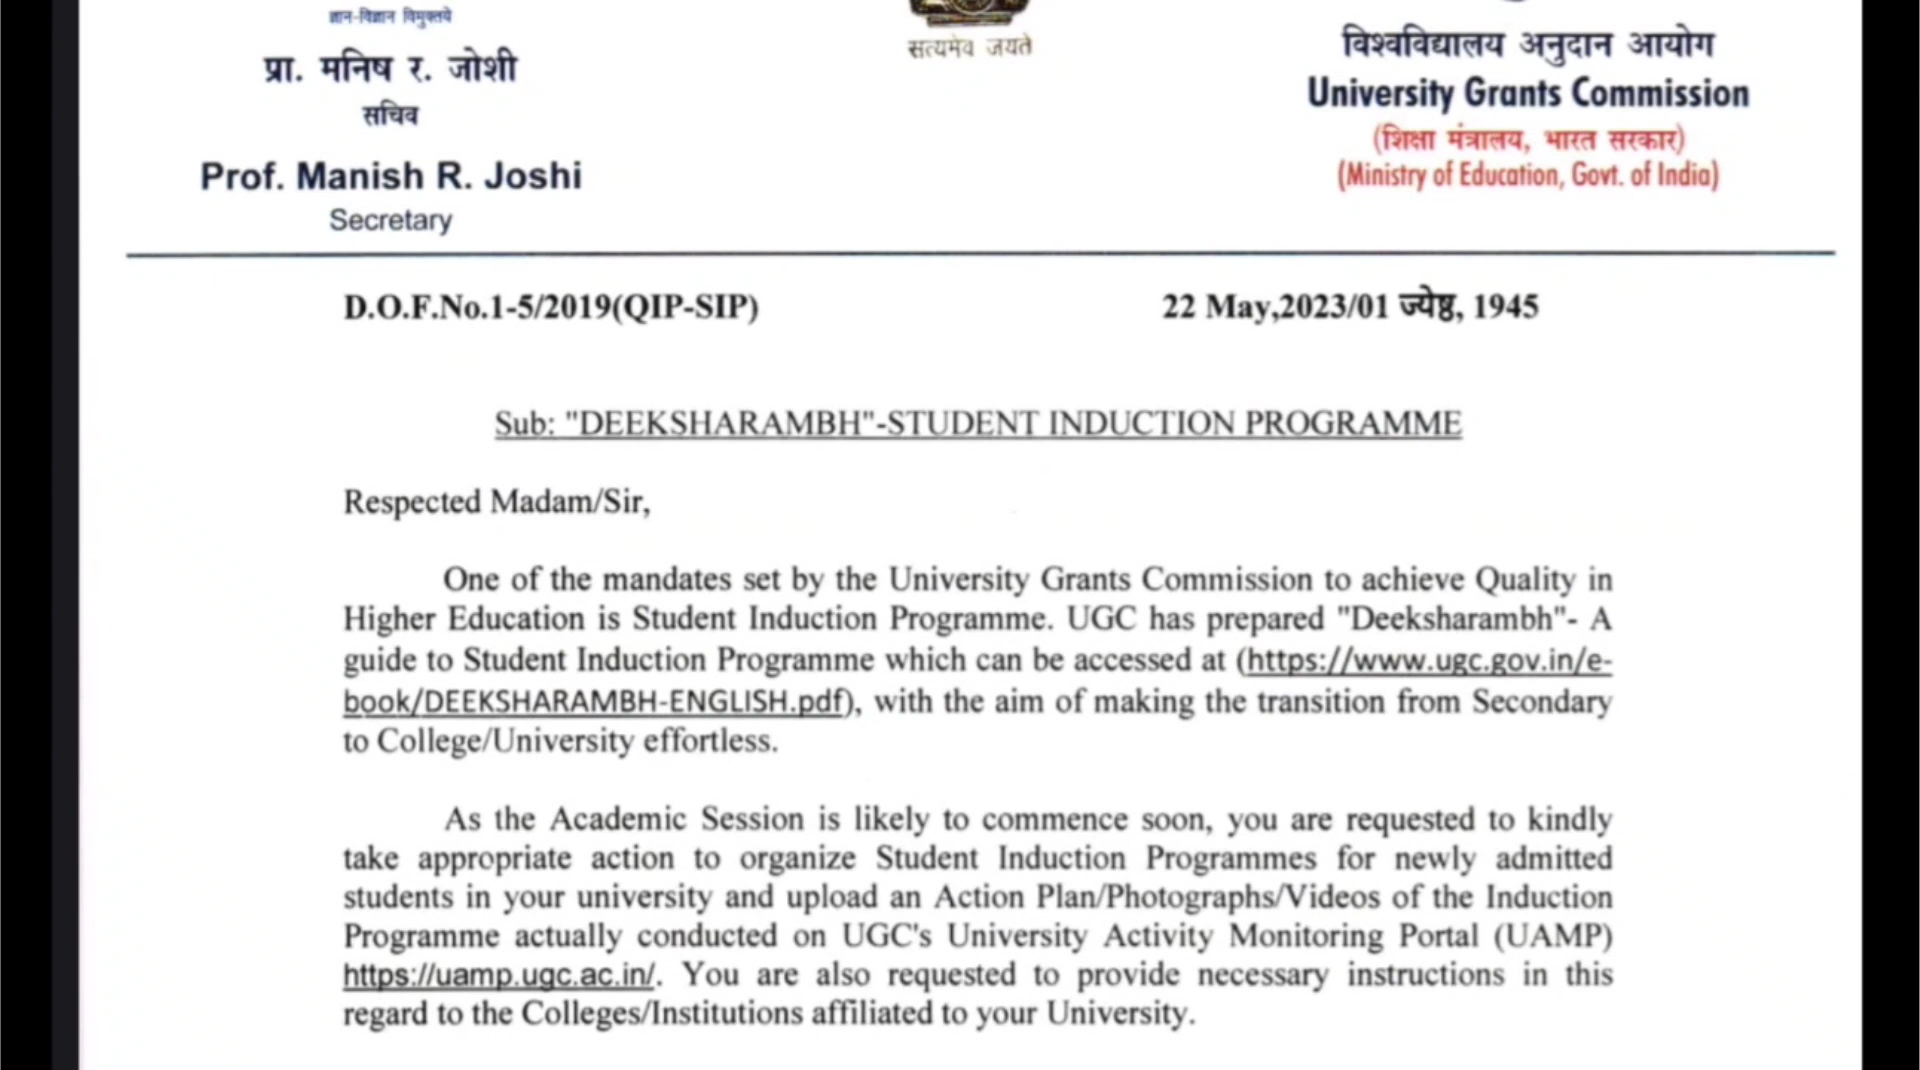 ज्ञान-विज्ञान विमुक्तये
प्रा. मनिष र. जोशी
सचिव
Prof. Manish R. Joshi
Secretary
सत्यमेव जयते
विश्वविद्यालय अनुदान आयोग
University Grants Commission
(शिक्षा मंत्रालय, भारत सरकार)
(Ministry of Education, Govt. of India)
D.O.F.No.1-5/2019(QIP-SIP)
22 May,2023/01 ज्येष्ठ, 1945
Sub: "DEEKSHARAMBH"-STUDENT INDUCTION PROGRAMME
Respected Madam/Sir,
One of the mandates set by the University Grants Commission to achieve Quality in
Higher Education is Student Induction Programme. UGC has prepared "Deeksharambh"- A
guide to Student Induction Programme which can be accessed at (https://www.ugc.gov.in/e-
book/DEEKSHARAMBH-ENGLISH.pdf), with the aim of making the transition from Secondary
to College/University effortless.
As the Academic Session is likely to commence soon, you are requested to kindly
take appropriate action to organize Student Induction Programmes for newly admitted
students in your university and upload an Action Plan/Photographs/Videos of the Induction
Programme actually conducted on UGC's University Activity Monitoring Portal (UAMP)
https://uamp.ugc.ac.in/. You are also requested to provide necessary instructions in this
regard to the Colleges/Institutions affiliated to your University.